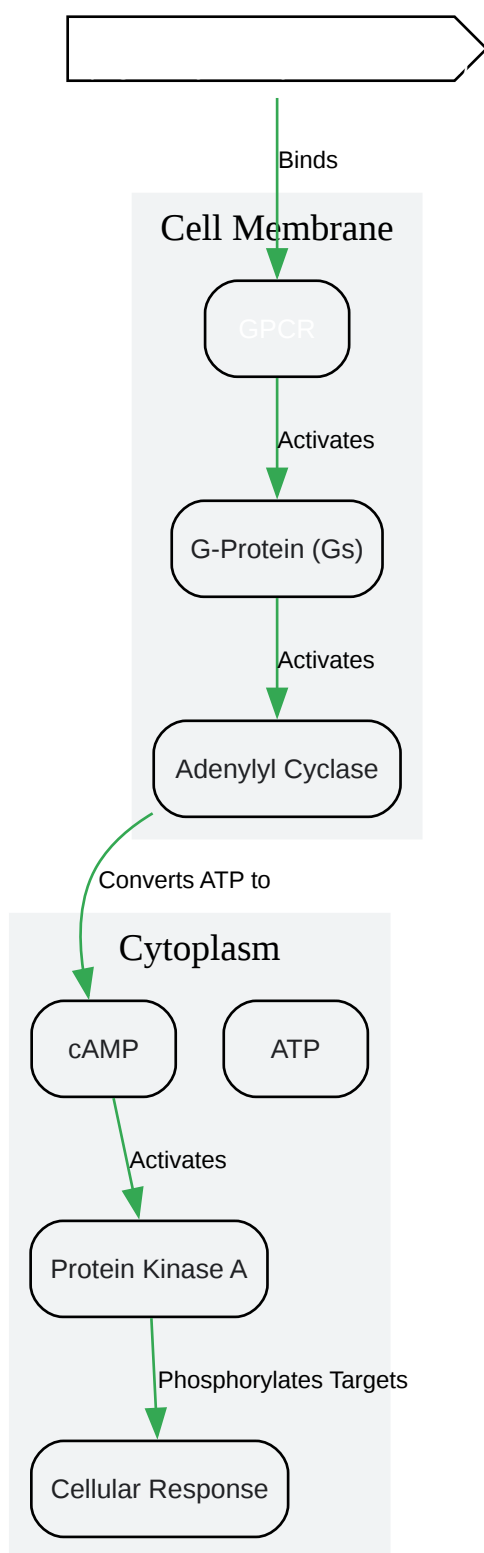 Binds
Cell Membrane
GPCR
Activates
G-Protein (Gs)
Activates
Adenylyl Cyclase
Converts ATP to
Cytoplasm
cAMP
ATP
Activates
Protein Kinase A
Phosphorylates Targets
Cellular Response